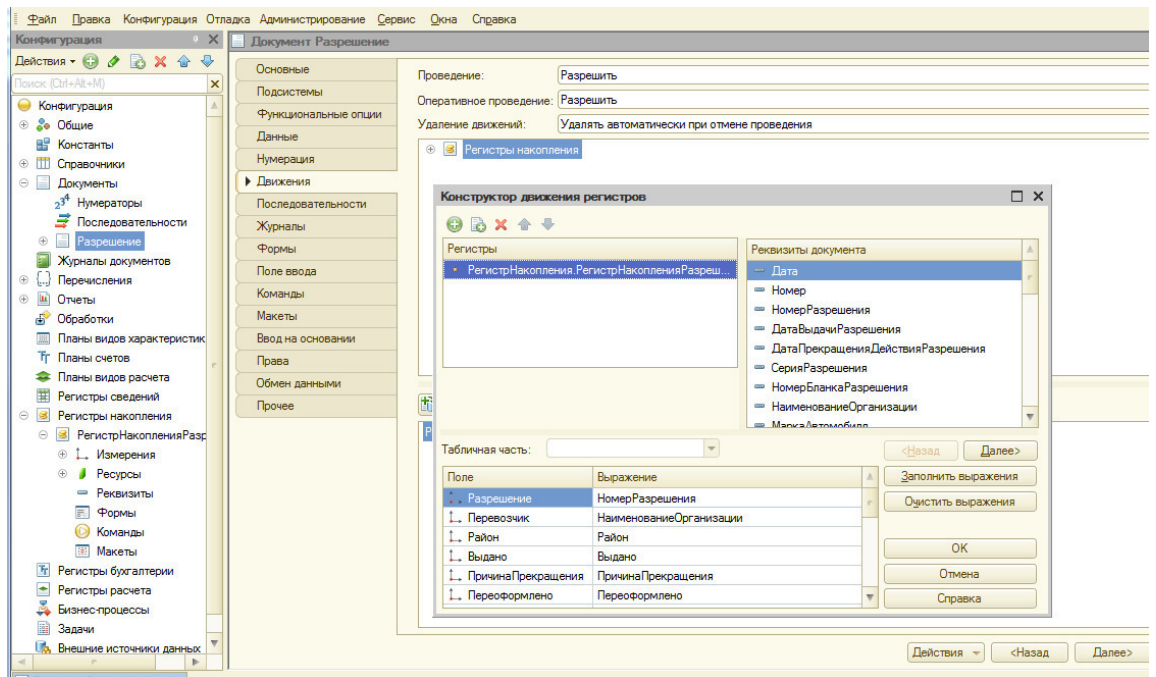 Файл Правка Конфигурация Отладка Администрирование Сервис Окна Справка
Конфигурация
Действия
Поиск (Ctrl+Alt+M)
Конфигурация
Общие
Константы
Справочники
Документы
Нумераторы
Последовательности
Разрешение
Журналы документов
Перечисления
Отчеты
Обработки
Планы видов характеристик
Планы счетов
Планы видов расчета
Регистры сведений
Регистры накопления
РегистрНакопленияРазр
Измерения
Ресурсы
Реквизиты
Формы
Команды
Макеты
Регистры бухгалтерии
Регистры расчета
Бизнес-процессы
Задачи
Внешние источники данных
Документ Разрешение
Основные
Подсистемы
Функциональные опции
Данные
Нумерация
Движения
Последовательности
Журналы
Формы
Поле ввода
Команды
Макеты
Ввод на основании
Права
Обмен данными
Прочее
Проведение: Разрешить
Оперативное проведение: Разрешить
Удаление движений: Удалять автоматически при отмене проведения
Регистры накопления
Конструктор движения регистров
Регистры
РегистрНакопления.РегистрНакопленияРазреш...
Реквизиты документа
Дата
Номер
НомерРазрешения
ДатаВыдачиРазрешения
ДатаПрекращенияДействияРазрешения
СерияРазрешения
НомерБланкаРазрешения
НаименованиеОрганизации
МаркаАвтомобиля
Табличная часть:
<Назад Далее>
Поле Выражение
Разрешение НомерРазрешения
Перевозчик НаименованиеОрганизации
Район Район
Выдано Выдано
ПричинаПрекращения ПричинаПрекращения
Переоформлено Переоформлено
Заполнить выражения
Очистить выражения
OK
Отмена
Справка
Действия <Назад Далее>